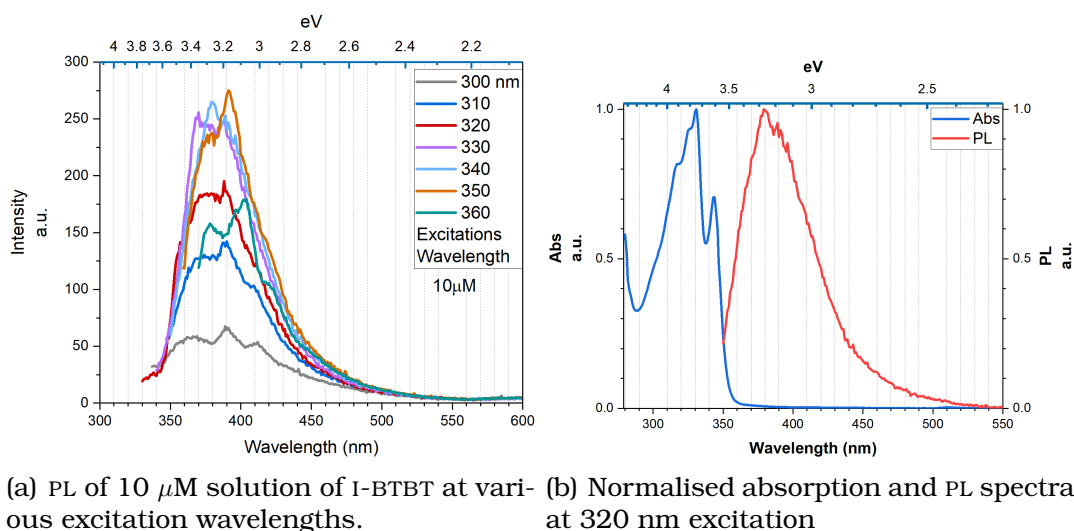 eV
4 3.8 3.6 3.4 3.2 3 2.8 2.6 2.4 2.2
300
250
200
150
100
50
0
Intensity
a.u.
300 nm
310
320
330
340
350
360
Excitations
Wavelength
10μM
300 350 400 450 500 550 600
Wavelength (nm)
eV
4 3.5 3 2.5
1.0
0.5
0.0
Abs
a.u.
Abs
PL
1.0
0.5
0.0
PL
a.u.
300 350 400 450 500 550
Wavelength (nm)
(a) PL of 10 μM solution of I-BTBT at vari-
ous excitation wavelengths.
(b) Normalised absorption and PL spectra
at 320 nm excitation